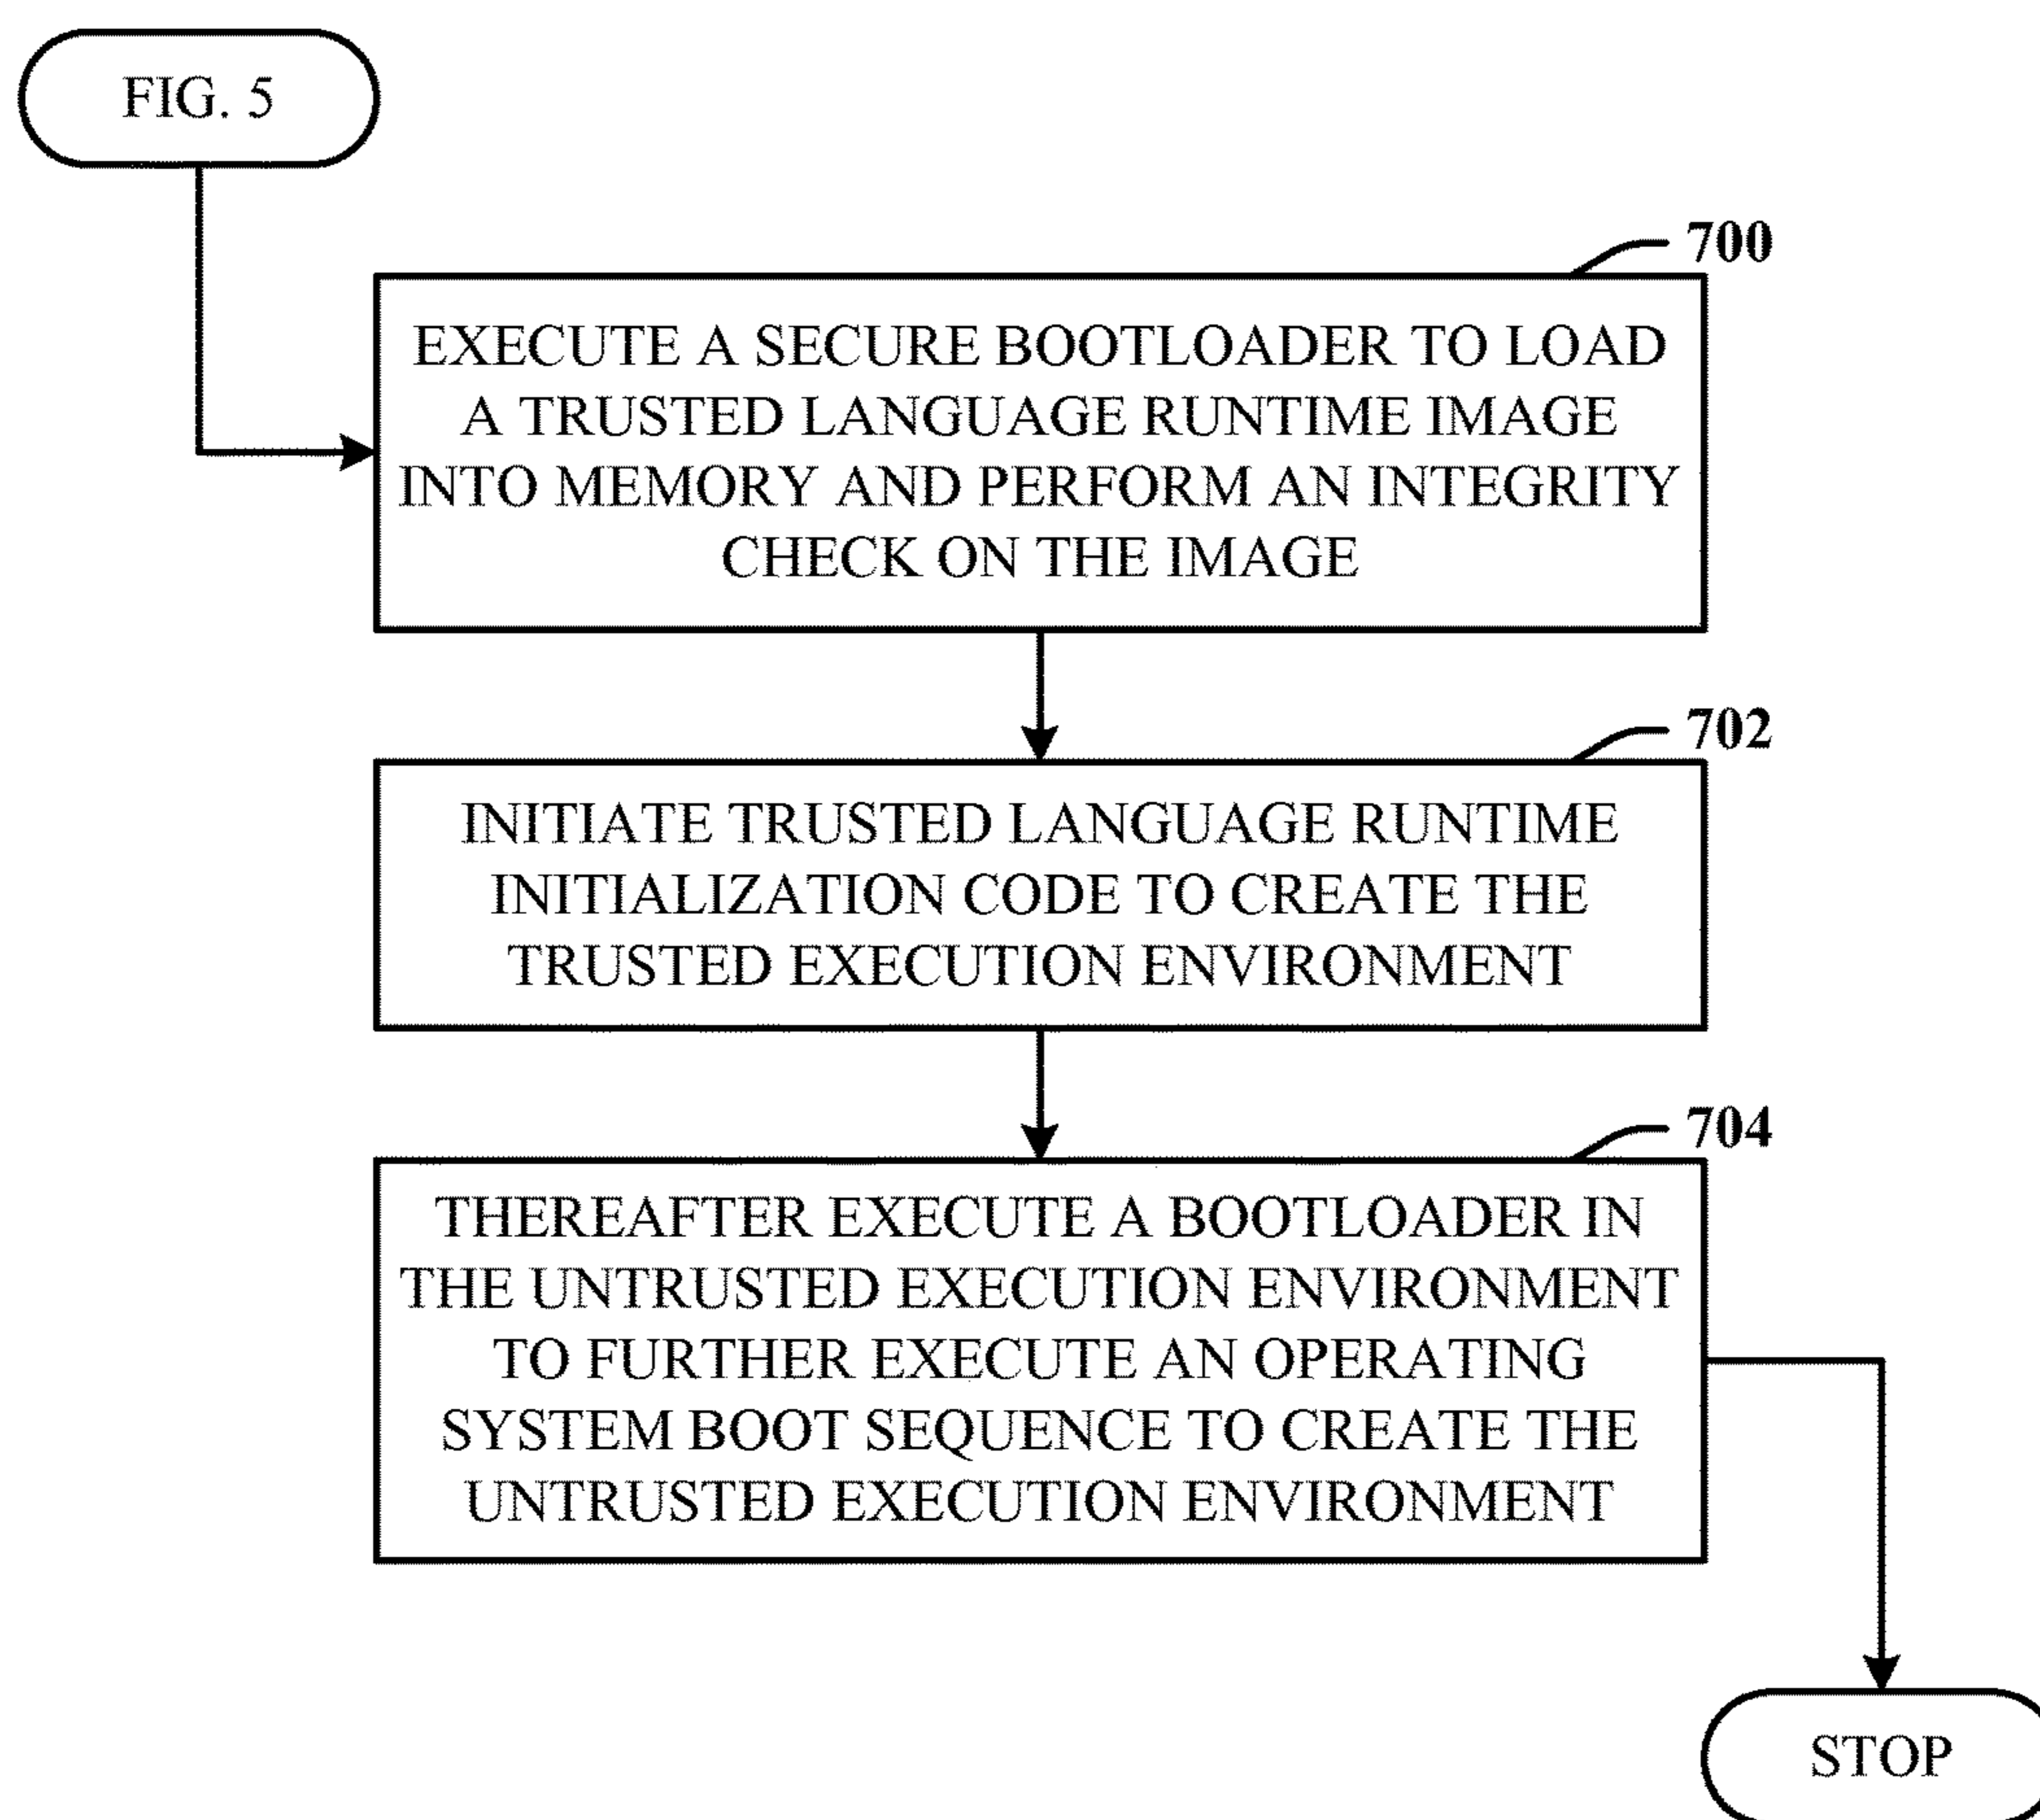 FIG. 5
700
EXECUTE A SECURE BOOTLOADER TO LOAD
A TRUSTED LANGUAGE RUNTIME IMAGE
INTO MEMORY AND PERFORM AN INTEGRITY
CHECK ON THE IMAGE
702
INITIATE TRUSTED LANGUAGE RUNTIME
INITIALIZATION CODE TO CREATE THE
TRUSTED EXECUTION ENVIRONMENT
704
THEREAFTER EXECUTE A BOOTLOADER IN
THE UNTRUSTED EXECUTION ENVIRONMENT
TO FURTHER EXECUTE AN OPERATING
SYSTEM BOOT SEQUENCE TO CREATE THE
UNTRUSTED EXECUTION ENVIRONMENT
STOP